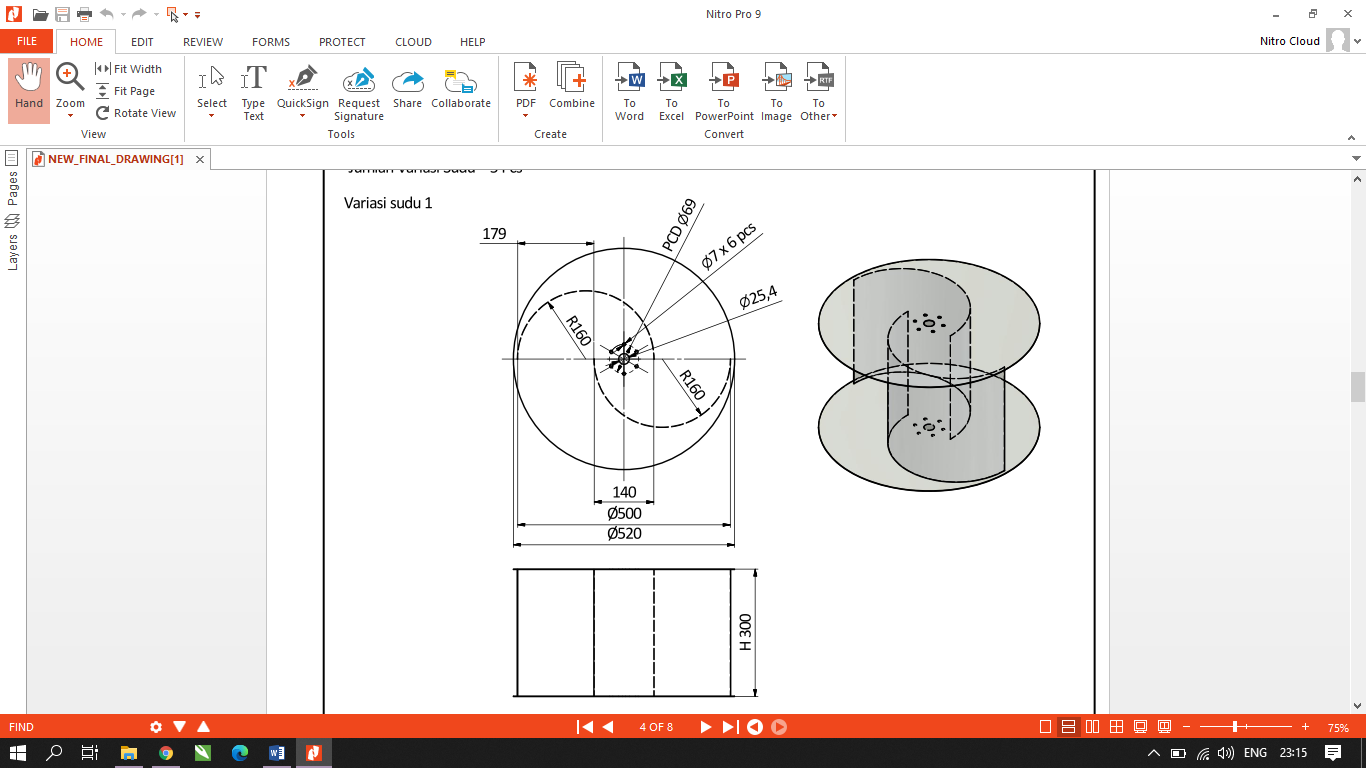 Nitro Pro 9
FILE
HOME
EDIT
REVIEW
FORMS
PROTECT
CLOUD
HELP
Nitro Cloud
Hand
Zoom
Fit Width
Fit Page
Rotate View
View
Select
Type Text
QuickSign
Request Signature
Share
Collaborate
Tools
PDF
Combine
Create
To Word
To Excel
To PowerPoint
To Image
To Other
Convert
NEW_FINAL_DRAWING[1]
Pages
Layers
Variasi sudu 1
179
PCD Ø69
Ø7 x 6 pcs
Ø25,4
R160
R160
140
Ø500
Ø520
H 300
FIND
4 OF 8
75%
ENG
23:15